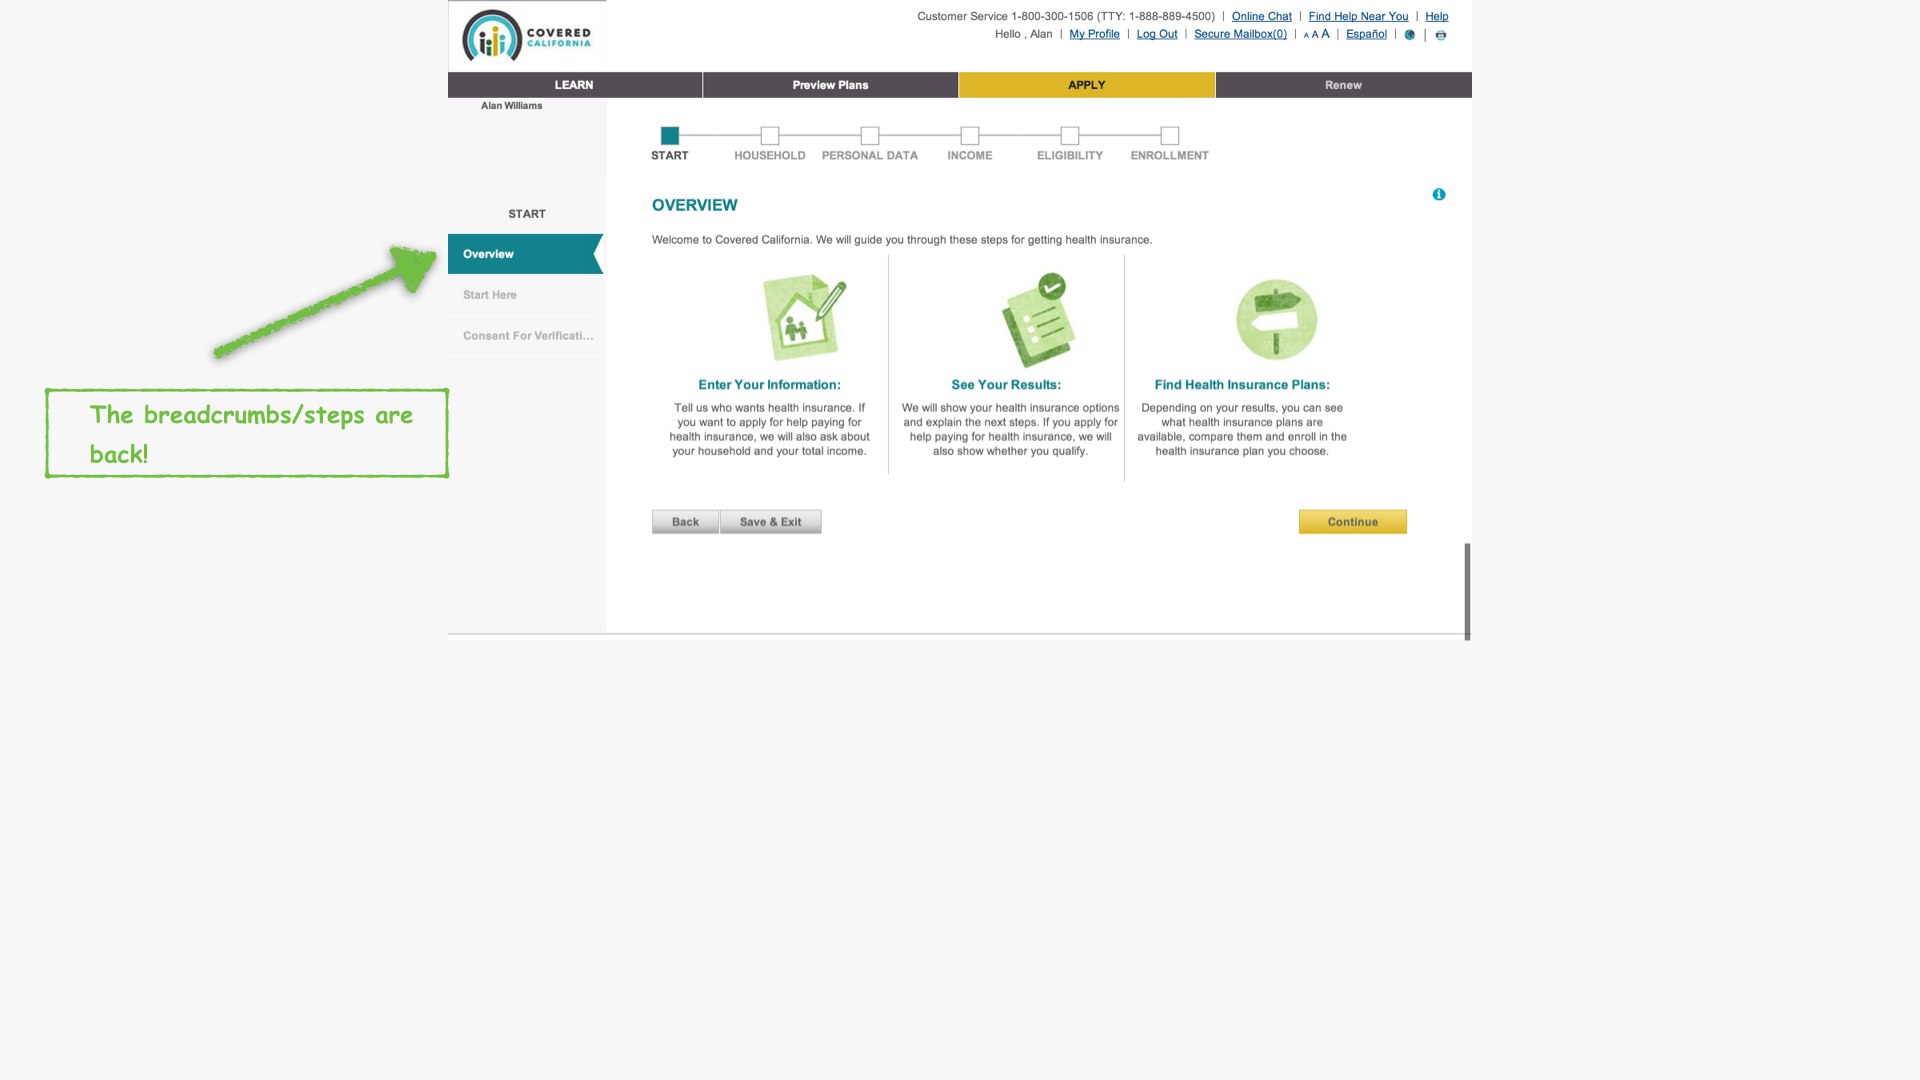 COVERED
CALIFORNIA
Customer Service 1-800-300-1506 (TTY: 1-888-889-4500) | Online Chat | Find Help Near You | Help
Hello , Alan | My Profile | Log Out | Secure Mailbox(0) | A A A | Español | |
LEARN
Preview Plans
APPLY
Renew
Alan Williams
START
HOUSEHOLD
PERSONAL DATA
INCOME
ELIGIBILITY
ENROLLMENT
START
Overview
Start Here
Consent For Verificati...
The breadcrumbs/steps are
back!
OVERVIEW
Welcome to Covered California. We will guide you through these steps for getting health insurance.
Enter Your Information:
Tell us who wants health insurance. If
you want to apply for help paying for
health insurance, we will also ask about
your household and your total income.
See Your Results:
We will show your health insurance options
and explain the next steps. If you apply for
help paying for health insurance, we will
also show whether you qualify.
Find Health Insurance Plans:
Depending on your results, you can see
what health insurance plans are
available, compare them and enroll in the
health insurance plan you choose.
Back
Save & Exit
Continue